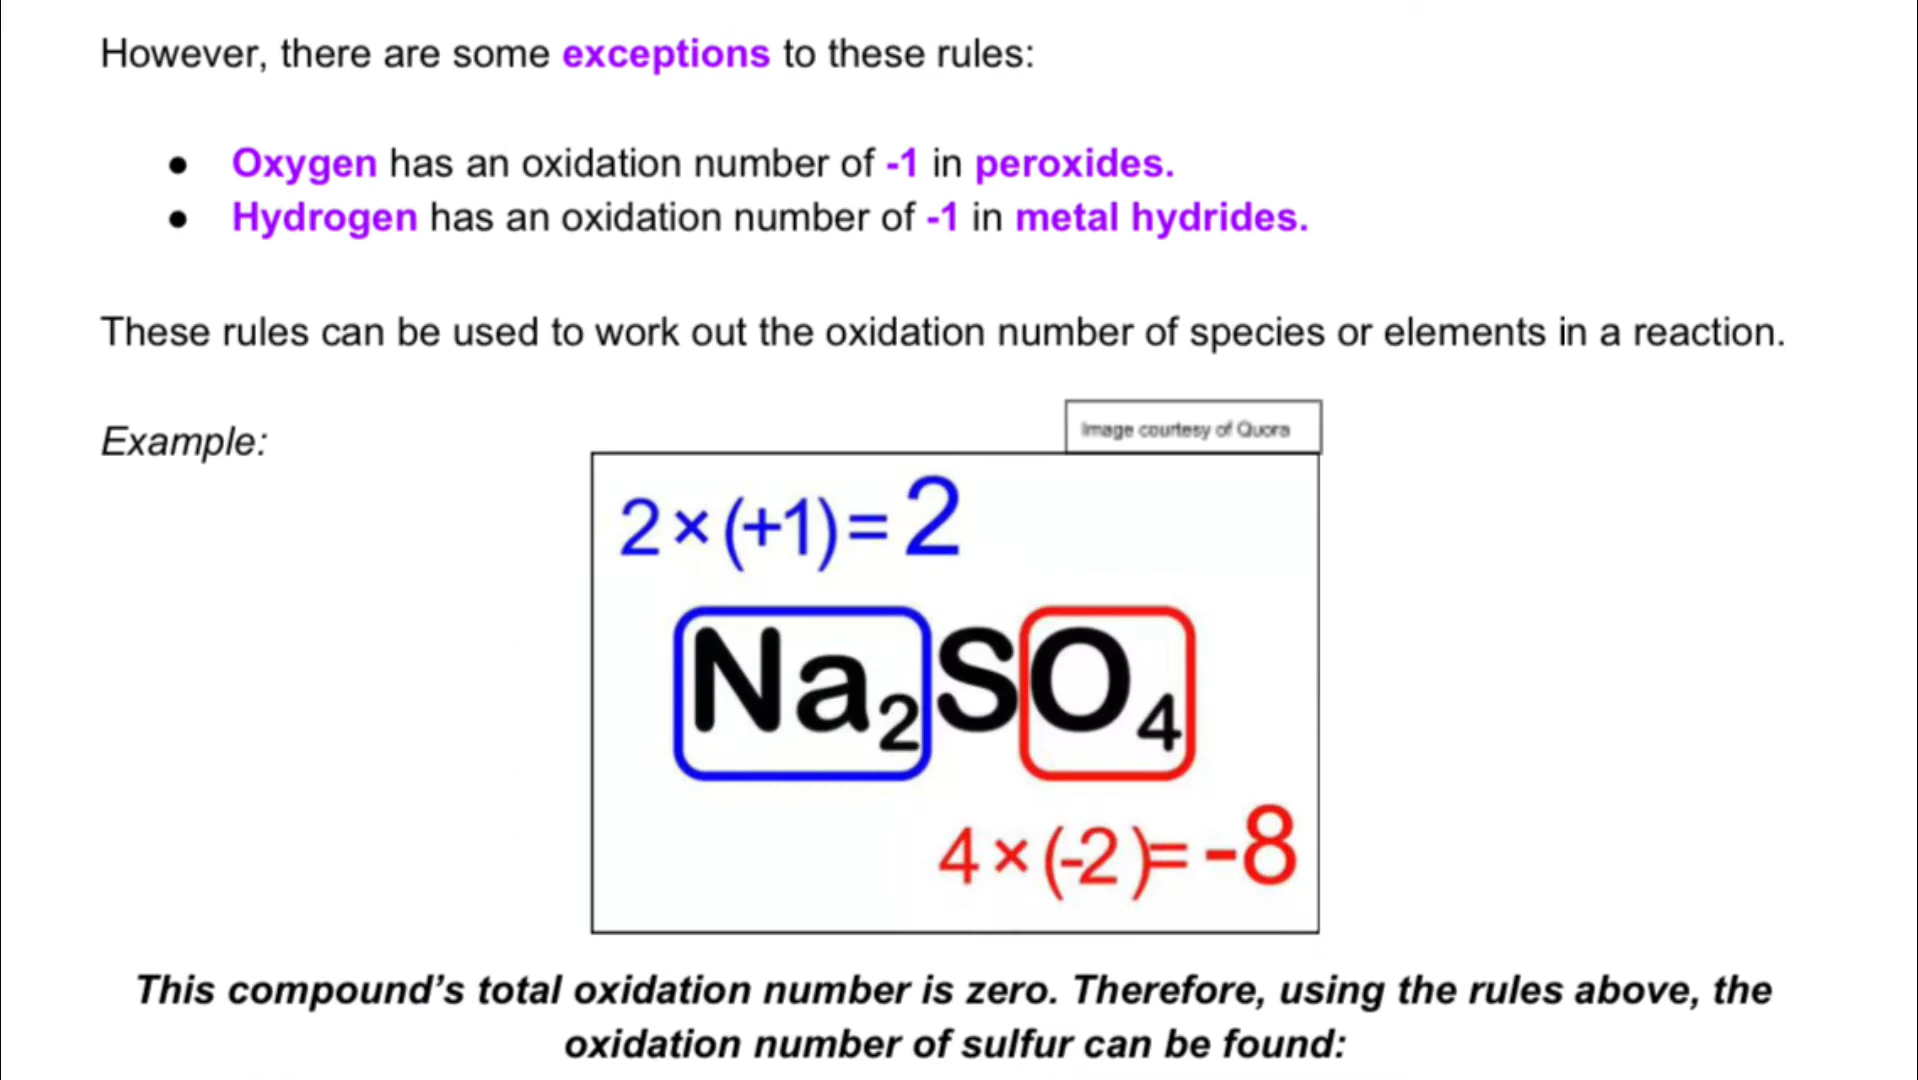 However, there are some exceptions to these rules:
● Oxygen has an oxidation number of -1 in peroxides.
● Hydrogen has an oxidation number of -1 in metal hydrides.
These rules can be used to work out the oxidation number of species or elements in a reaction.
Image courtesy of Quora
Example:
2×(+1)=2
Na₂SO₄
4×(-2)=-8
This compound’s total oxidation number is zero. Therefore, using the rules above, the
oxidation number of sulfur can be found: